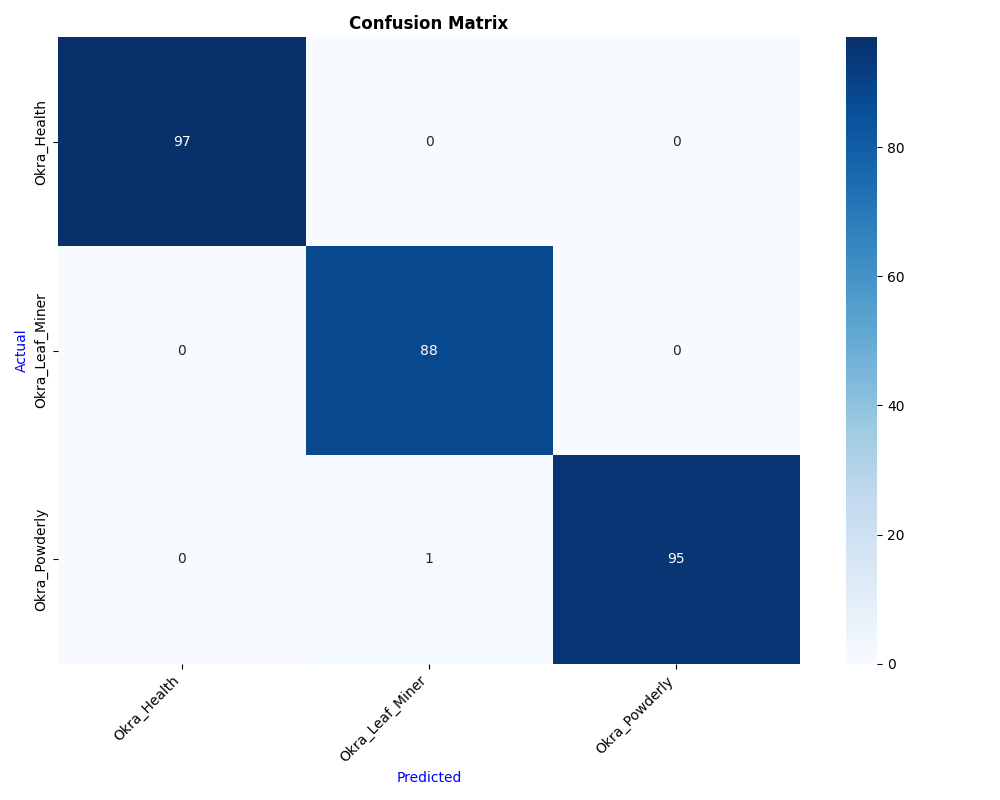 Confusion Matrix
Okra_Health
97
0
0
Actual
Okra_Leaf_Miner
0
88
0
Okra_Powderly
0
1
95
Okra_Health
Okra_Leaf_Miner
Okra_Powderly
Predicted
80
60
40
20
0